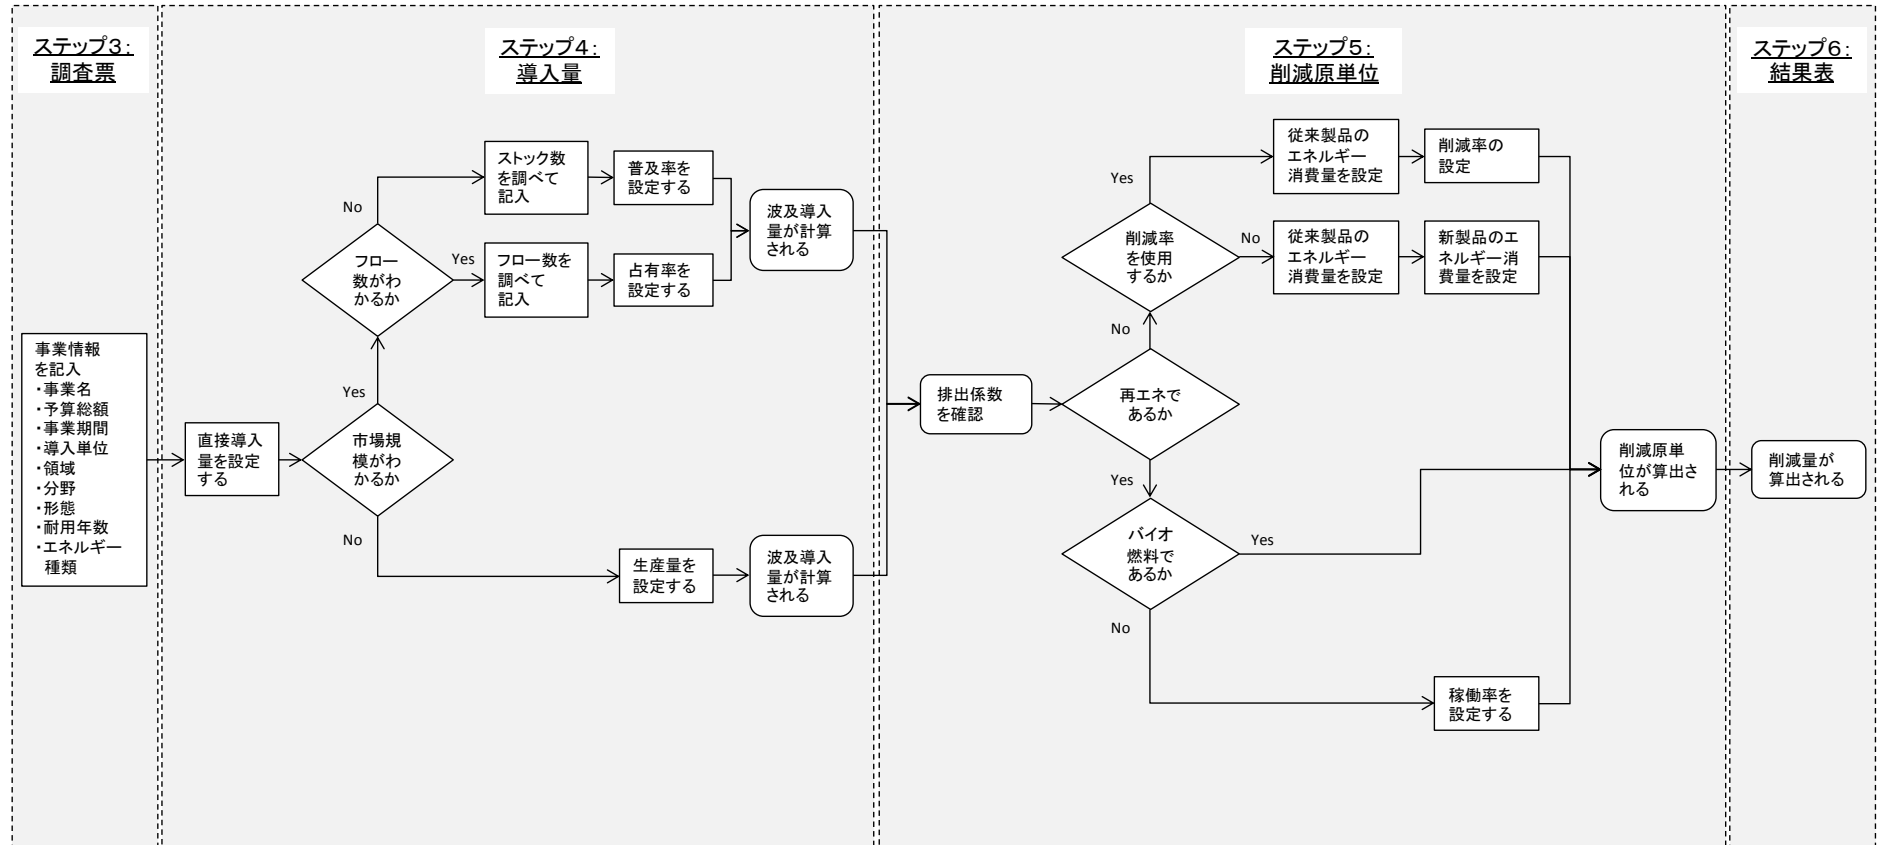 ステップ3:
調査票
事業情報
を記入
・事業名
・予算総額
・事業期間
・導入単位
・領域
・分野
・形態
・耐用年数
・エネルギー
種類
ステップ4:
導入量
直接導入
量を設定
する
市場規
模がわ
かるか
Yes
No
フロー
数がわ
かるか
No
Yes
ストック数
を調べて
記入
普及率を
設定する
フロー数を
調べて
記入
占有率を
設定する
波及導入
量が計算
される
生産量を
設定する
波及導入
量が計算
される
ステップ5:
削減原単位
排出係数
を確認
再エネで
あるか
No
Yes
削減率
を使用
するか
Yes
No
従来製品の
エネルギー
消費量を設定
削減率の
設定
従来製品の
エネルギー
消費量を設定
新製品のエ
ネルギー消
費量を設定
バイオ
燃料で
あるか
Yes
No
稼働率を
設定する
削減原単
位が算出さ
れる
ステップ6:
結果表
削減量が
算出される